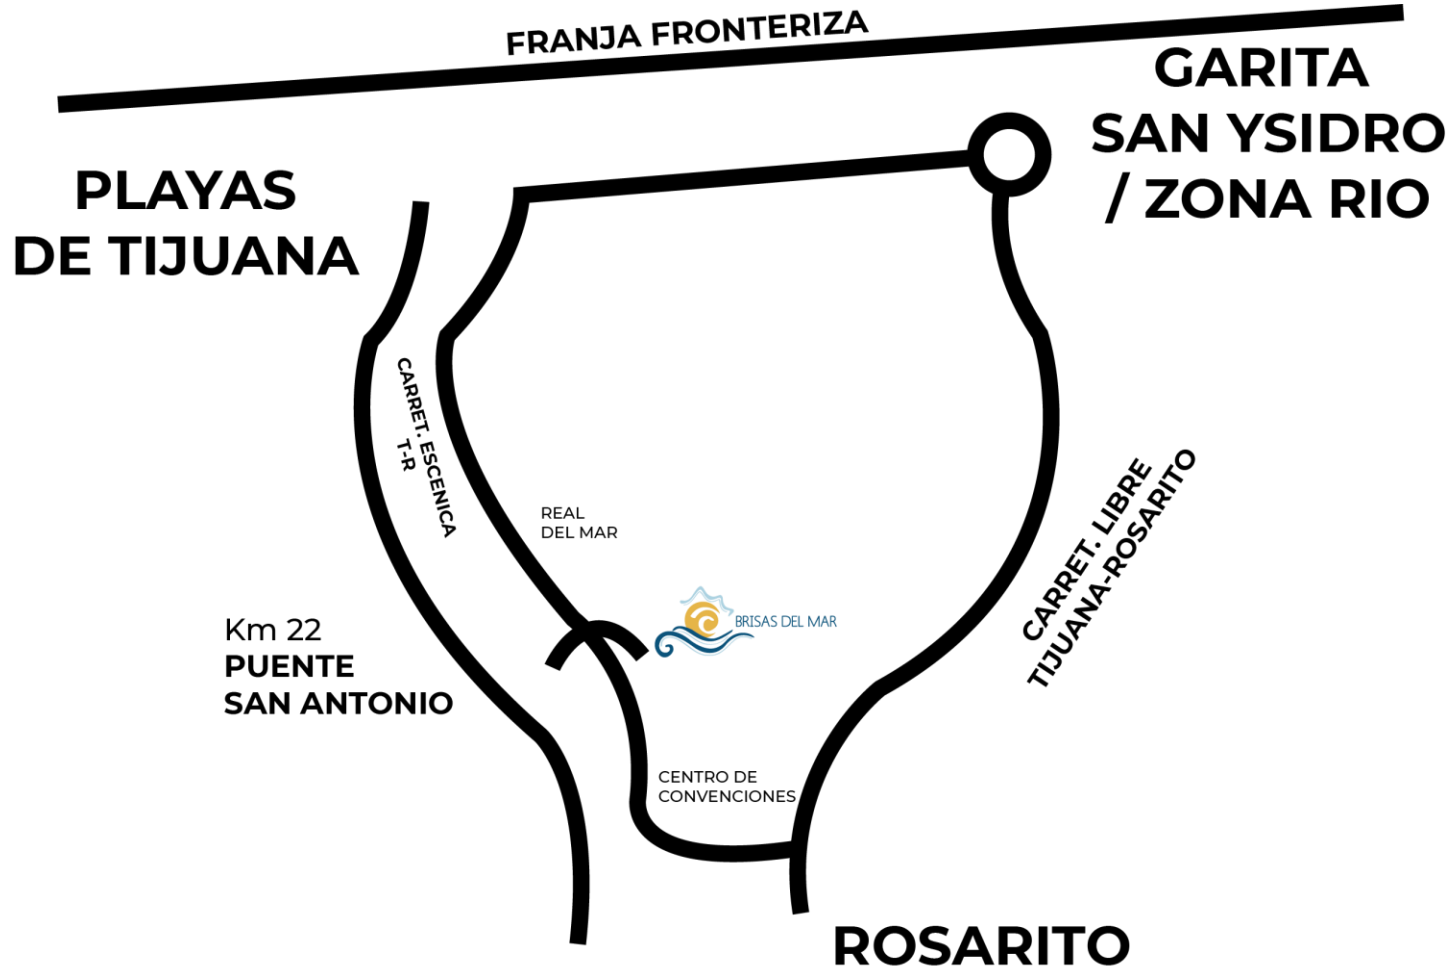 FRANJA FRONTERIZA
GARITA
SAN YSIDRO
/ ZONA RIO
PLAYAS
DE TIJUANA
CARRET. ESCENICA
T-R
REAL
DEL MAR
CARRET. LIBRE
TIJUANA-ROSARITO
BRISAS DEL MAR
Km 22
PUENTE
SAN ANTONIO
CENTRO DE
CONVENCIONES
ROSARITO